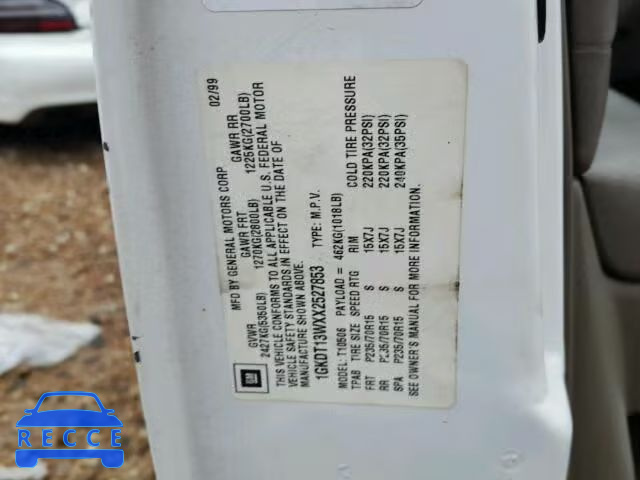 MFD BY GENERAL MOTORS CORP 02/99
GVWR GAWR FRT GAWR RR
2427KG(5350LB) 1270KG(2800LB) 1225KG(2700LB)
THIS VEHICLE CONFORMS TO ALL APPLICABLE U.S. FEDERAL MOTOR
VEHICLE SAFETY STANDARDS IN EFFECT ON THE DATE OF
MANUFACTURE SHOWN ABOVE.
GM
1GKDT13WXX2527853 TYPE: M.P.V.
MODEL: T10506 PAYLOAD = 462KG(1018LB)
TPAB TIRE SIZE SPEED RTG RIM COLD TIRE PRESSURE
FRT P235/70R15 S 15X7J 220KPA(32PSI)
RR P235/70R15 S 15X7J 220KPA(32PSI)
SPA P235/70R15 S 15X7J 240KPA(35PSI)
SEE OWNER'S MANUAL FOR MORE INFORMATION.
BIDFAX